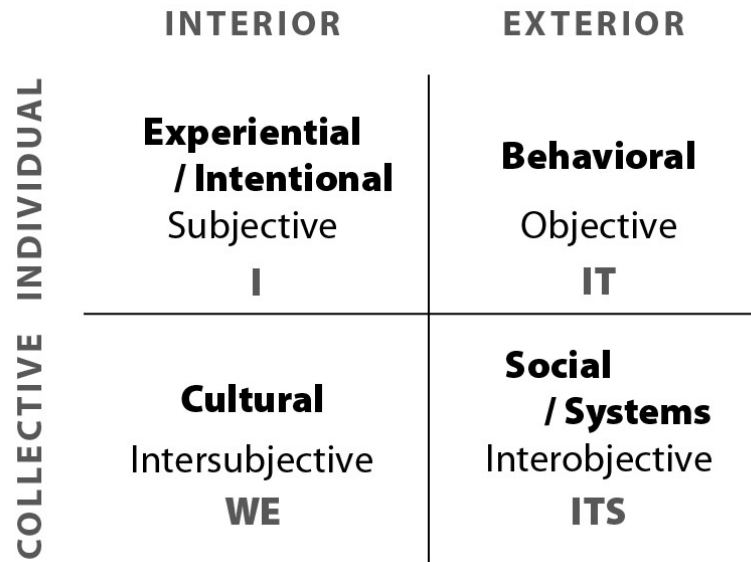 INTERIOR
EXTERIOR
INDIVIDUAL
Experiential
/ Intentional
Subjective
I
Behavioral
Objective
IT
COLLECTIVE
Cultural
Intersubjective
WE
Social
/ Systems
Interobjective
ITS